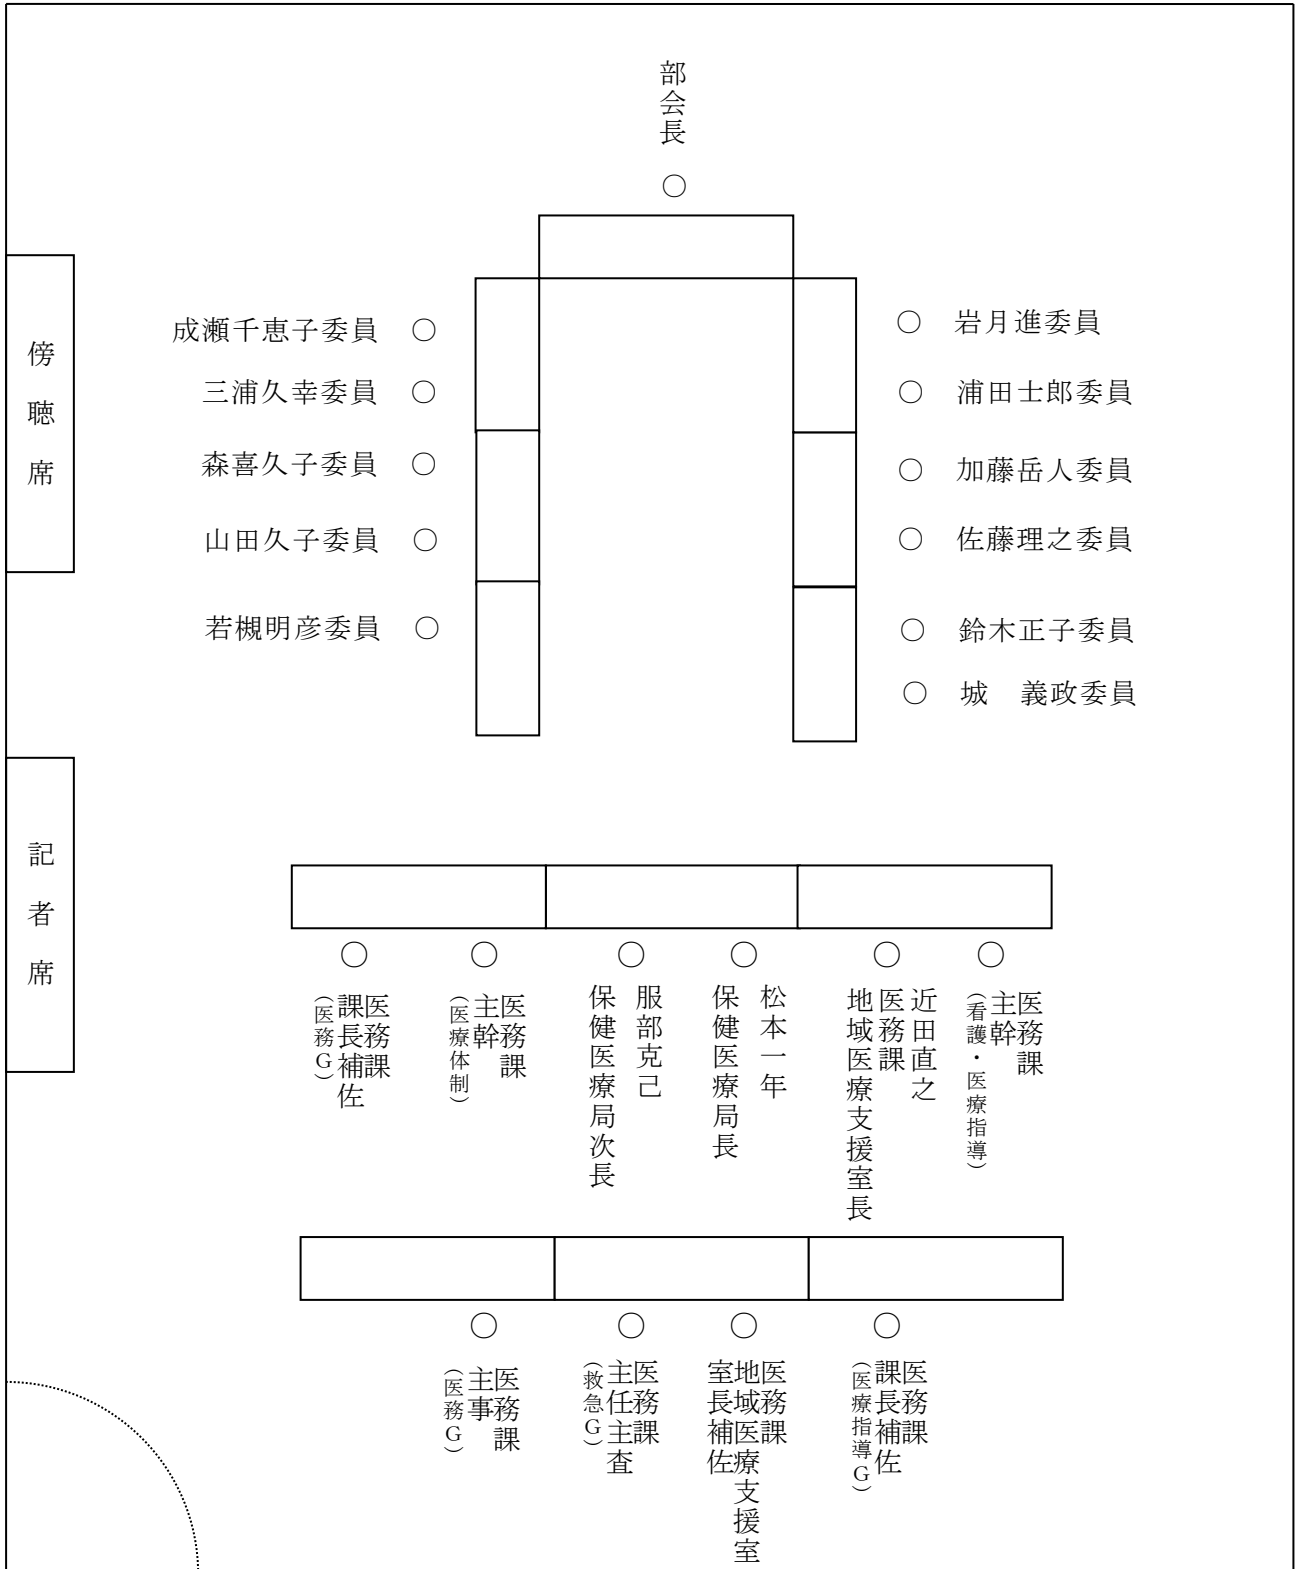 部会長
○
傍聴席
成瀬千恵子委員 ○
三浦久幸委員 ○
森喜久子委員 ○
山田久子委員 ○
若槻明彦委員 ○
○ 岩月進委員
○ 浦田士郎委員
○ 加藤岳人委員
○ 佐藤理之委員
○ 鈴木正子委員
○ 城　義政委員
記者席
○
医務課
主幹
（看護・医療指導）
○
近田直之
医務課
地域医療支援室長
○
松本一年
保健医療局長
○
服部克己
保健医療局次長
○
医務課
主幹
（医療体制）
○
医務課
課長補佐
（医務G）
○
医務課
課長補佐
（医療指導G）
○
医務課
地域医療支援室
室長補佐
○
医務課
主任主査
（救急G）
○
医務課
主事
（医務G）